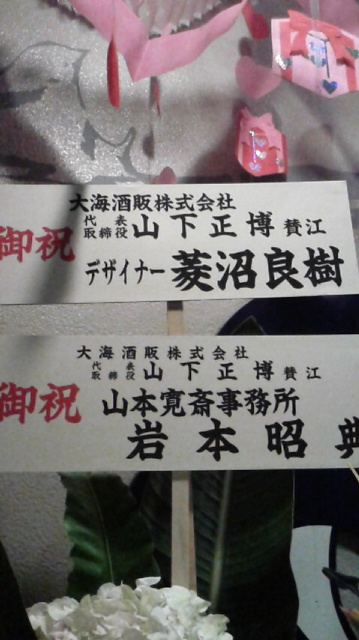 御祝
大海酒販株式会社
代表取締役 山下正博 賛江
デザイナー 菱沼良樹
御祝
大海酒販株式会社
代表取締役 山下正博 賛江
山本寛斎事務所
岩本昭典